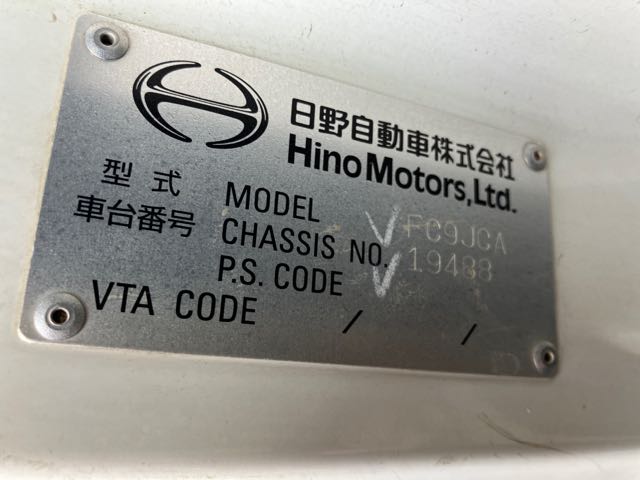 日野自動車株式会社
Hino Motors, Ltd.
型式 MODEL FC9JCA
車台番号 CHASSIS NO. 19488
P.S. CODE
VTA CODE / /